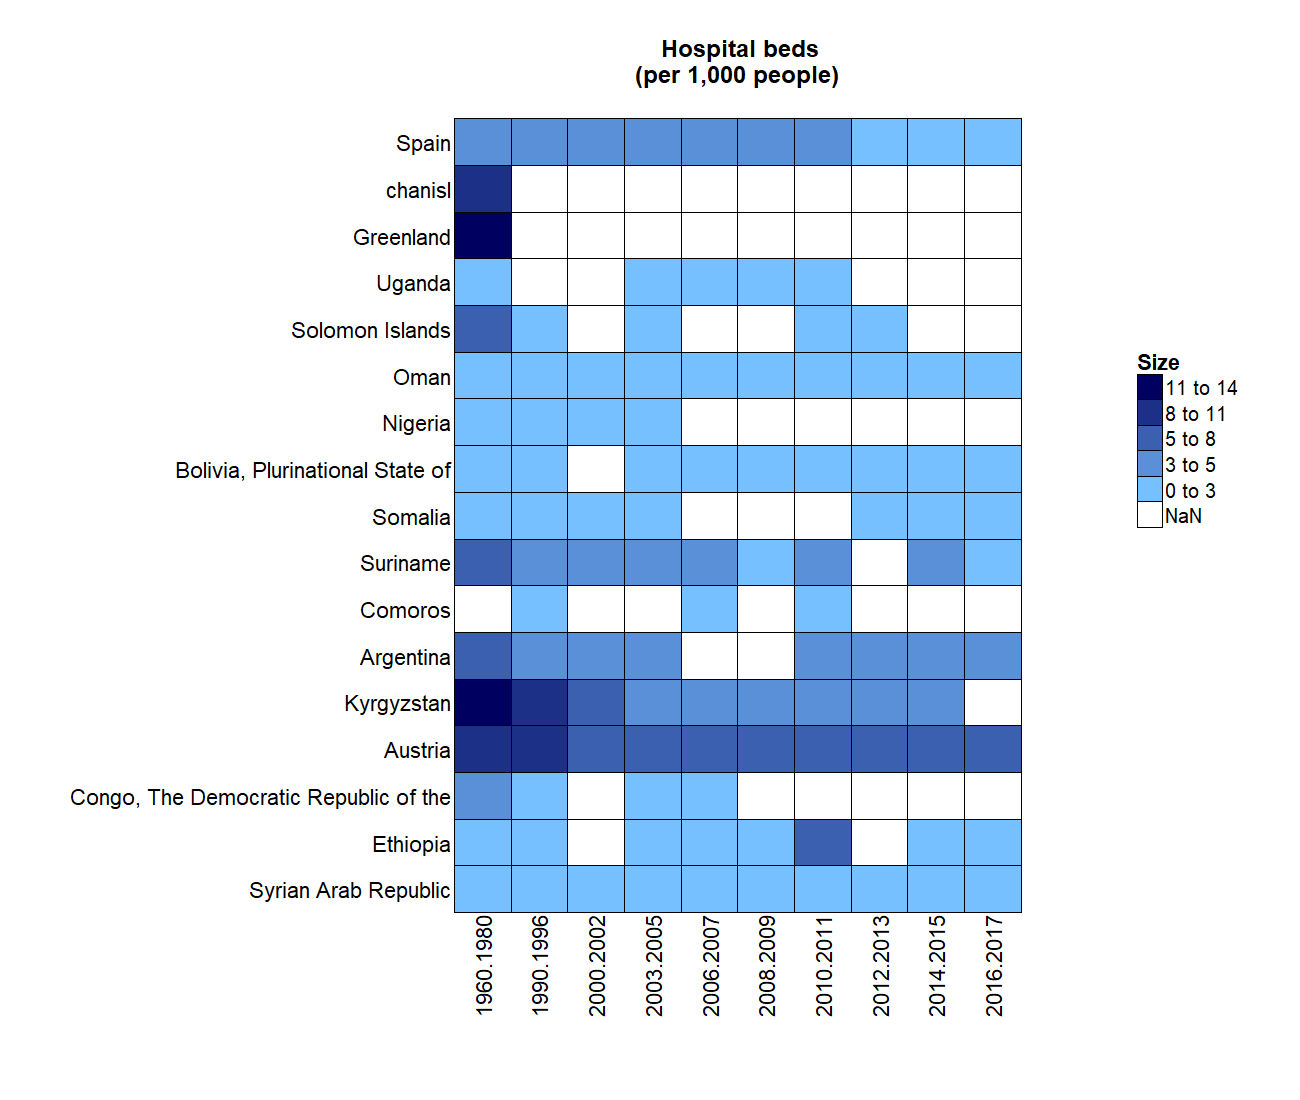 Hospital beds
(per 1,000 people)
Spain
chanisl
Greenland
Uganda
Solomon Islands
Oman
Nigeria
Bolivia, Plurinational State of
Somalia
Suriname
Comoros
Argentina
Kyrgyzstan
Austria
Congo, The Democratic Republic of the
Ethiopia
Syrian Arab Republic
1960.1980
1990.1996
2000.2002
2003.2005
2006.2007
2008.2009
2010.2011
2012.2013
2014.2015
2016.2017
Size
11 to 14
8 to 11
5 to 8
3 to 5
0 to 3
NaN